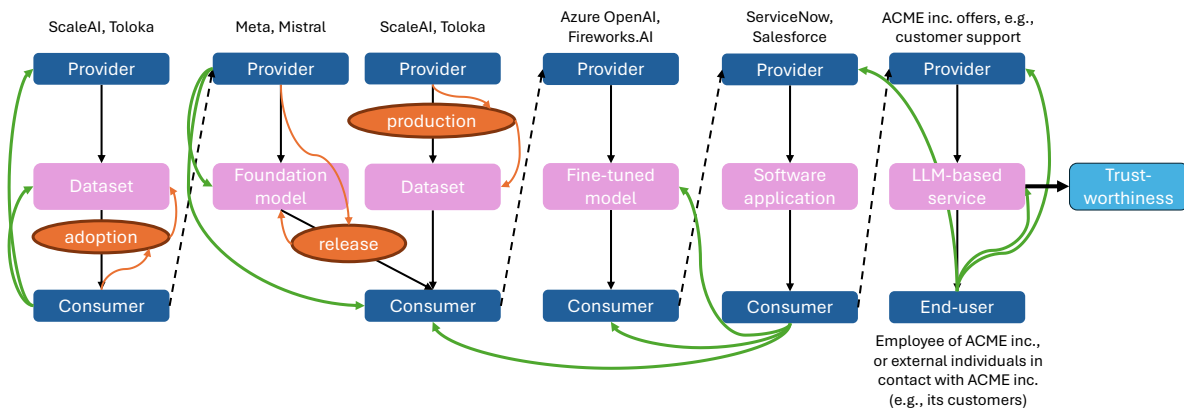 ScaleAI, Toloka
Meta, Mistral
ScaleAI, Toloka
Azure OpenAI,
Fireworks.AI
ServiceNow,
Salesforce
ACME inc. offers, e.g.,
customer support
Provider
Provider
Provider
Provider
Provider
Provider
production
Dataset
Foundation
model
Dataset
Fine-tuned
model
Software
application
LLM-based
service
Trust-
worthiness
adoption
release
Consumer
Consumer
Consumer
Consumer
End-user
Employee of ACME inc.,
or external individuals in
contact with ACME inc.
(e.g., its customers)